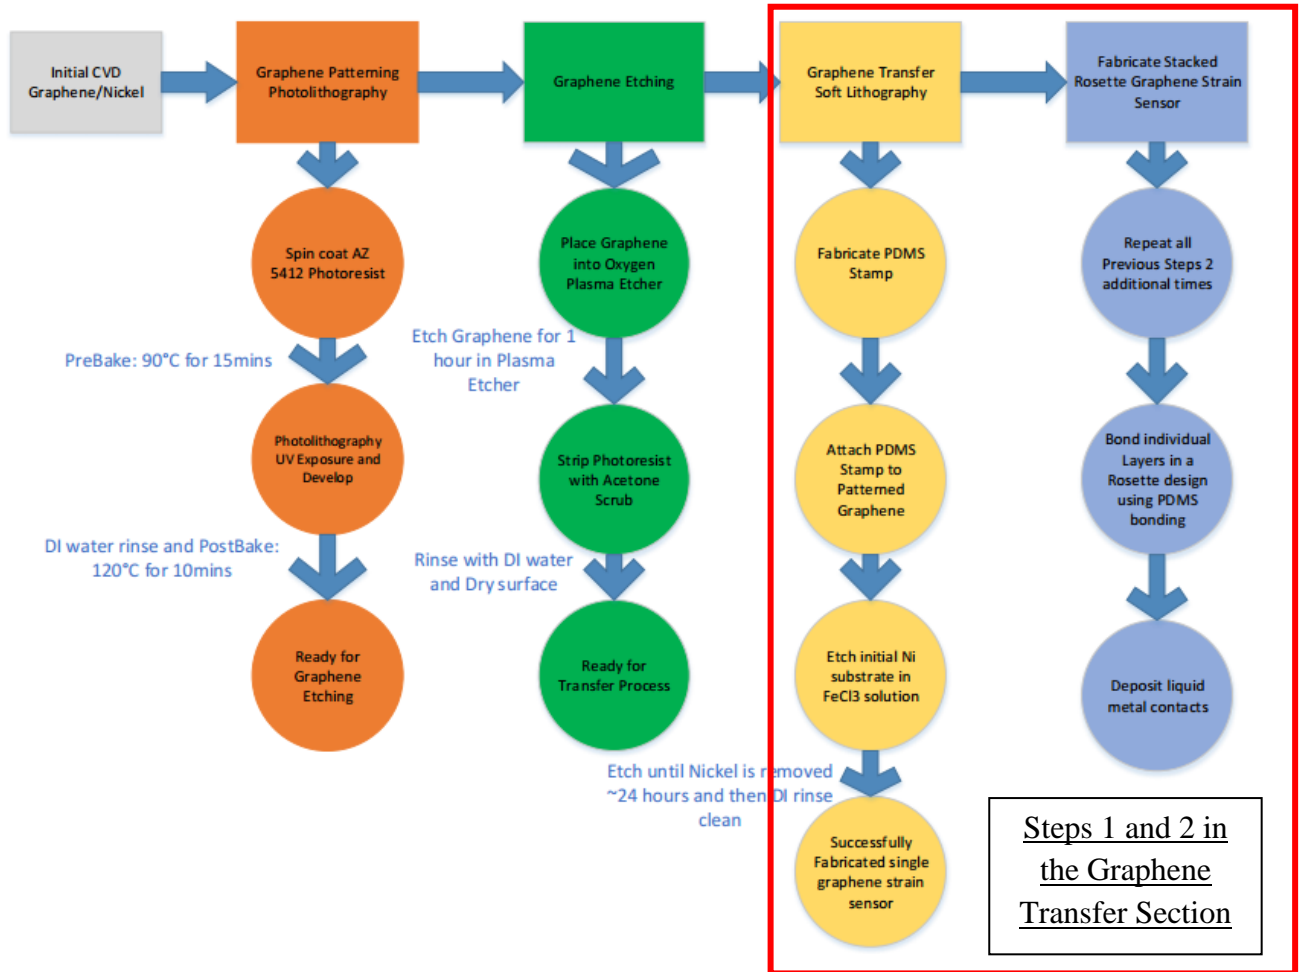 Initial CVD
Graphene/Nickel
Graphene Patterning
Photolithography
Graphene Etching
Graphene Transfer
Soft Lithography
Fabricate Stacked
Rosette Graphene Strain
Sensor
Spin coat AZ
5412 Photoresist
PreBake: 90°C for 15mins
Photolithography
UV Exposure and
Develop
DI water rinse and PostBake:
120°C for 10mins
Ready for
Graphene
Etching
Place Graphene
into Oxygen
Plasma Etcher
Etch Graphene for 1
hour in Plasma
Etcher
Strip Photoresist
with Acetone
Scrub
Rinse with DI water
and Dry surface
Ready for
Transfer Process
Fabricate PDMS
Stamp
Attach PDMS
Stamp to
Patterned
Graphene
Etch initial Ni
substrate in
FeCl3 solution
Etch until Nickel is removed
~24 hours and then DI rinse
clean
Successfully
Fabricated single
graphene strain
sensor
Repeat all
Previous Steps 2
additional times
Bond individual
Layers in a
Rosette design
using PDMS
bonding
Deposit liquid
metal contacts
Steps 1 and 2 in
the Graphene
Transfer Section